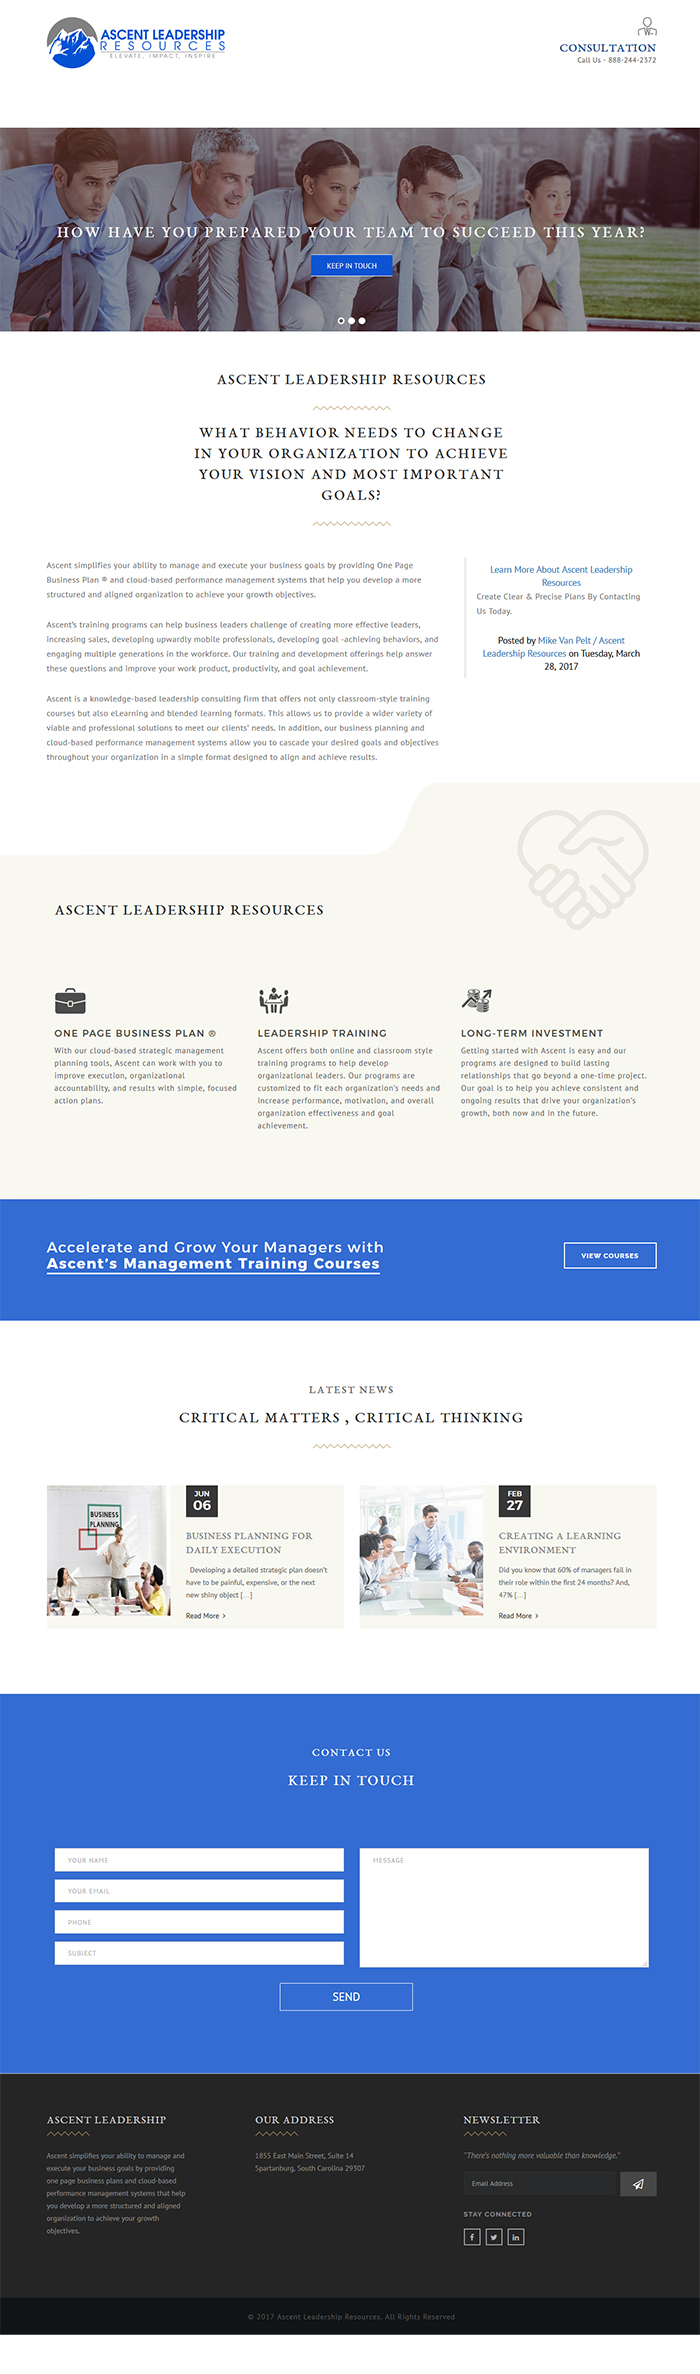 ASCENT LEADERSHIP
RESOURCES
ELEVATE, IMPACT, INSPIRE
CONSULTATION
Call Us - 888-244-2372
HOW HAVE YOU PREPARED YOUR TEAM TO SUCCEED THIS YEAR?
KEEP IN TOUCH
ASCENT LEADERSHIP RESOURCES
WHAT BEHAVIOR NEEDS TO CHANGE
IN YOUR ORGANIZATION TO ACHIEVE
YOUR VISION AND MOST IMPORTANT
GOALS?
Ascent simplifies your ability to manage and execute your business goals by providing One Page
Business Plan ® and cloud-based performance management systems that help you develop a more
structured and aligned organization to achieve your growth objectives.
Ascent's training programs can help business leaders challenge of creating more effective leaders,
increasing sales, developing upwardly mobile professionals, developing goal -achieving behaviors, and
engaging multiple generations in the workforce. Our training and development offerings help answer
these questions and improve your work product, productivity, and goal achievement.
Ascent is a knowledge-based leadership consulting firm that offers not only classroom-style training
courses but also eLearning and blended learning formats. This allows us to provide a wider variety of
viable and professional solutions to meet our clients' needs. In addition, our business planning and
cloud-based performance management systems allow you to cascade your desired goals and objectives
throughout your organization in a simple format designed to align and achieve results.
Learn More About Ascent Leadership
Resources
Create Clear & Precise Plans By Contacting
Us Today.
Posted by Mike Van Pelt / Ascent
Leadership Resources on Tuesday, March
28, 2017
ASCENT LEADERSHIP RESOURCES
ONE PAGE BUSINESS PLAN ®
With our cloud-based strategic management
planning tools, Ascent can work with you to
improve execution, organizational
accountability, and results with simple, focused
action plans.
LEADERSHIP TRAINING
Ascent offers both online and classroom style
training programs to help develop
organizational leaders. Our programs are
customized to fit each organization's needs and
increase performance, motivation, and overall
organization effectiveness and goal
achievement.
LONG-TERM INVESTMENT
Getting started with Ascent is easy and our
programs are designed to build lasting
relationships that go beyond a one-time project.
Our goal is to help you achieve consistent and
ongoing results that drive your organization's
growth, both now and in the future.
Accelerate and Grow Your Managers with
Ascent's Management Training Courses
VIEW COURSES
LATEST NEWS
CRITICAL MATTERS , CRITICAL THINKING
BUSINESS
PLANNING
JUN
06
BUSINESS PLANNING FOR
DAILY EXECUTION
Developing a detailed strategic plan doesn't
have to be painful, expensive, or the next
new shiny object [...]
Read More >
FEB
27
CREATING A LEARNING
ENVIRONMENT
Did you know that 60% of managers fail in
their role within the first 24 months? And,
47% [...]
Read More >
CONTACT US
KEEP IN TOUCH
YOUR NAME
YOUR EMAIL
PHONE
SUBJECT
MESSAGE
SEND
ASCENT LEADERSHIP
Ascent simplifies your ability to manage and
execute your business goals by providing
one page business plans and cloud-based
performance management systems that help
you develop a more structured and aligned
organization to achieve your growth
objectives.
OUR ADDRESS
1855 East Main Street, Suite 14
Spartanburg, South Carolina 29307
NEWSLETTER
"There's nothing more valuable than knowledge."
Email Address
STAY CONNECTED
© 2017 Ascent Leadership Resources. All Rights Reserved